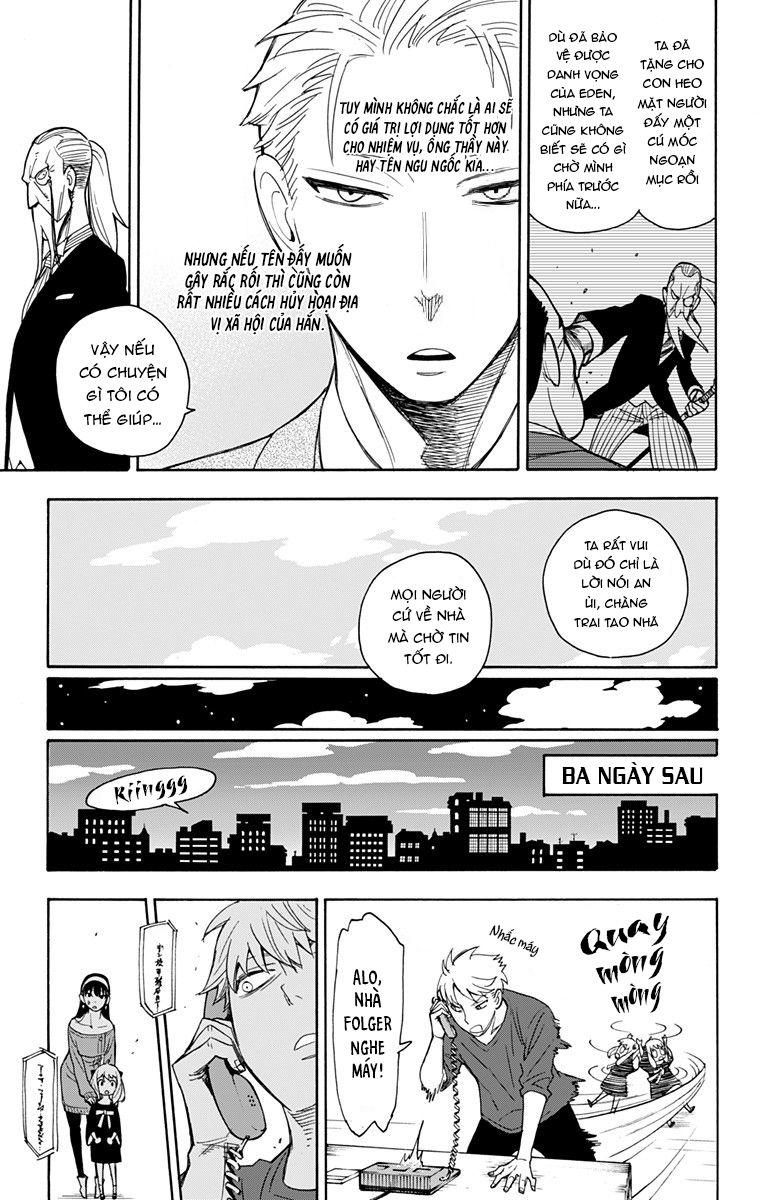 TA ĐÃ
TẶNG CHO
CON HEO
MẶT NGƯỜI
ĐẤY MỘT
CÚ MÓC
NGOẠN
MỤC RỒI
DÙ ĐÃ BẢO
VỆ ĐƯỢC
DANH VỌNG
CỦA EDEN,
NHƯNG TA
CŨNG KHÔNG
BIẾT SẼ CÓ GÌ
CHỜ MÌNH
PHÍA TRƯỚC
NỮA...
TUY MÌNH KHÔNG CHẮC LÀ AI SẼ
CÓ GIÁ TRỊ LỢI DỤNG TỐT HƠN
CHO NHIỆM VỤ, ÔNG THẦY NÀY
HAY TÊN NGU NGỐC KIA...
NHƯNG NẾU TÊN ĐẤY MUỐN
GÂY RẮC RỐI THÌ CŨNG CÒN
RẤT NHIỀU CÁCH HỦY HOẠI ĐỊA
VỊ XÃ HỘI CỦA HẮN.
VẬY NẾU
CÓ CHUYỆN
GÌ TÔI CÓ
THỂ GIÚP...
TA RẤT VUI
DÙ ĐÓ CHỈ LÀ
LỜI NÓI AN
ỦI, CHÀNG
TRAI TAO NHÃ
MỌI NGƯỜI
CỨ VỀ NHÀ
MÀ CHỜ TIN
TỐT ĐI.
BA NGÀY SAU
Kriinggg
Quay
mòng
mòng
Nhấc máy
ALO,
NHÀ
FOLGER
NGHE
MÁY!